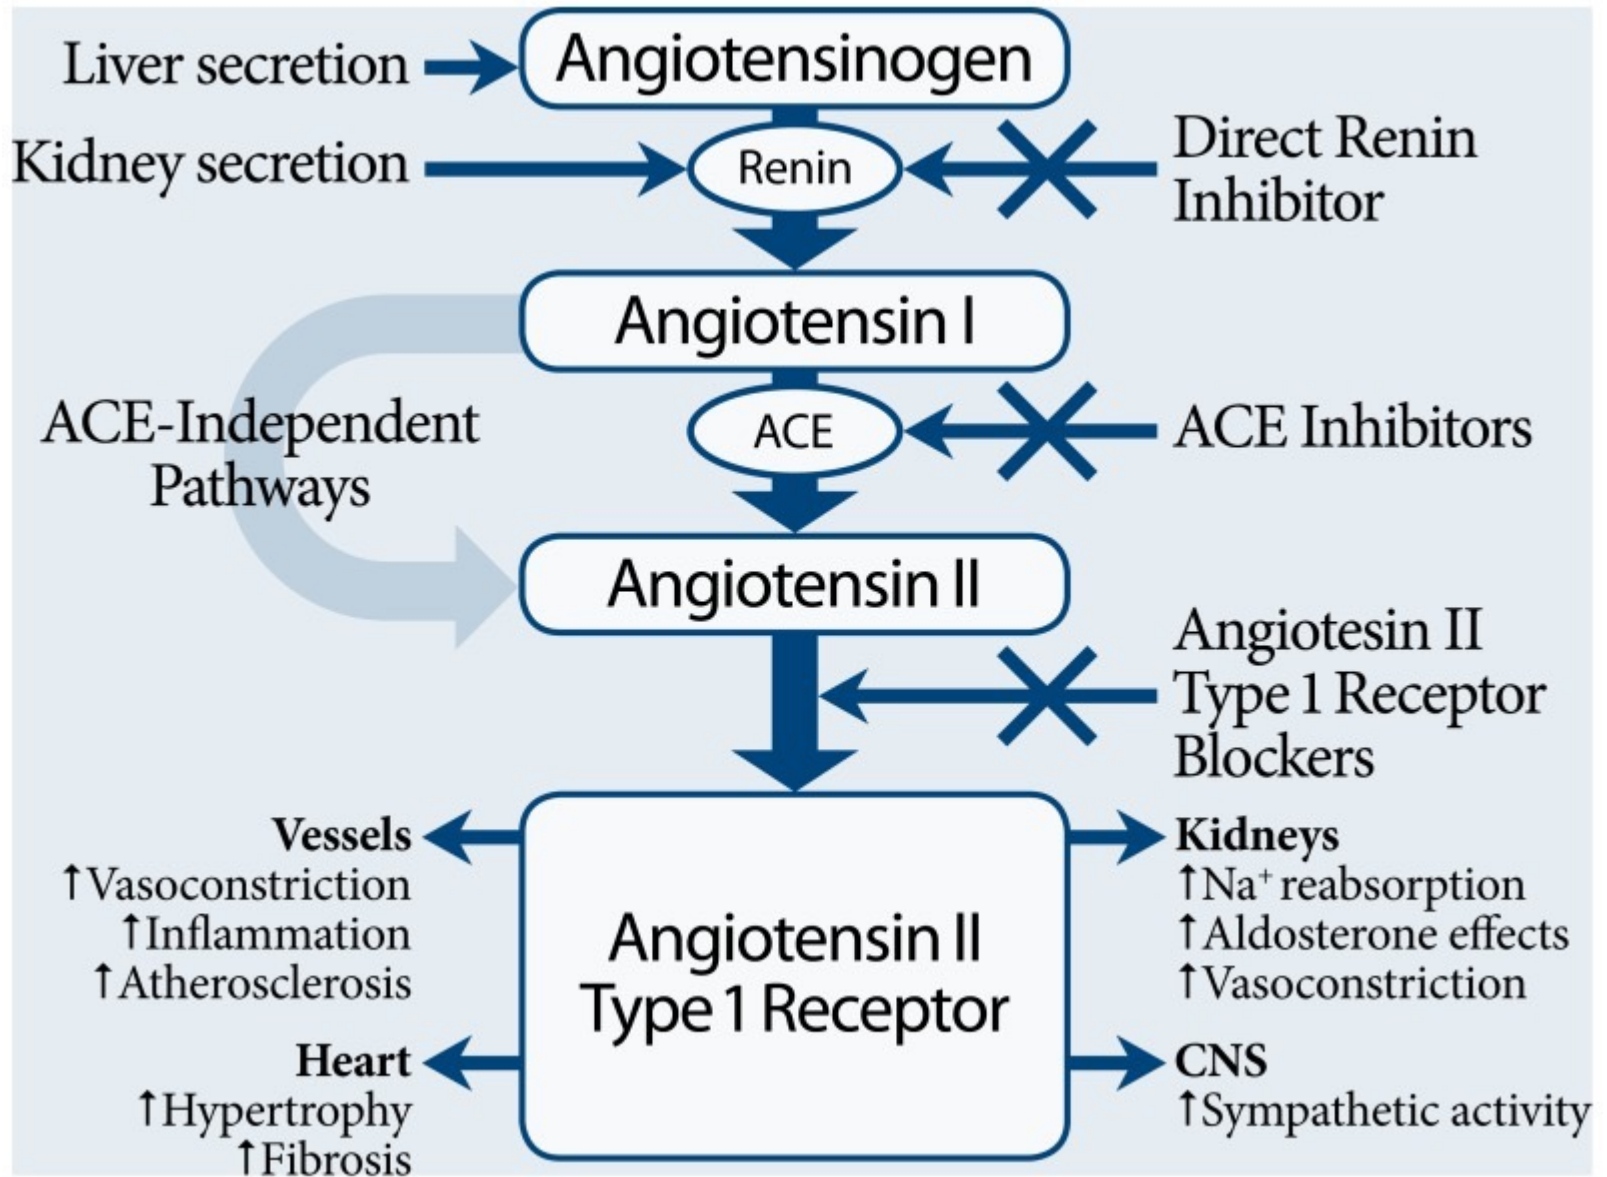 Liver secretion
Angiotensinogen
Kidney secretion
Renin
Direct Renin
Inhibitor
Angiotensin I
ACE-Independent
Pathways
ACE
ACE Inhibitors
Angiotensin II
Angiotesin II
Type 1 Receptor
Blockers
Vessels
↑Vasoconstriction
↑Inflammation
↑Atherosclerosis
Heart
↑Hypertrophy
↑Fibrosis
Angiotensin II
Type 1 Receptor
Kidneys
↑Na⁺ reabsorption
↑Aldosterone effects
↑Vasoconstriction
CNS
↑Sympathetic activity